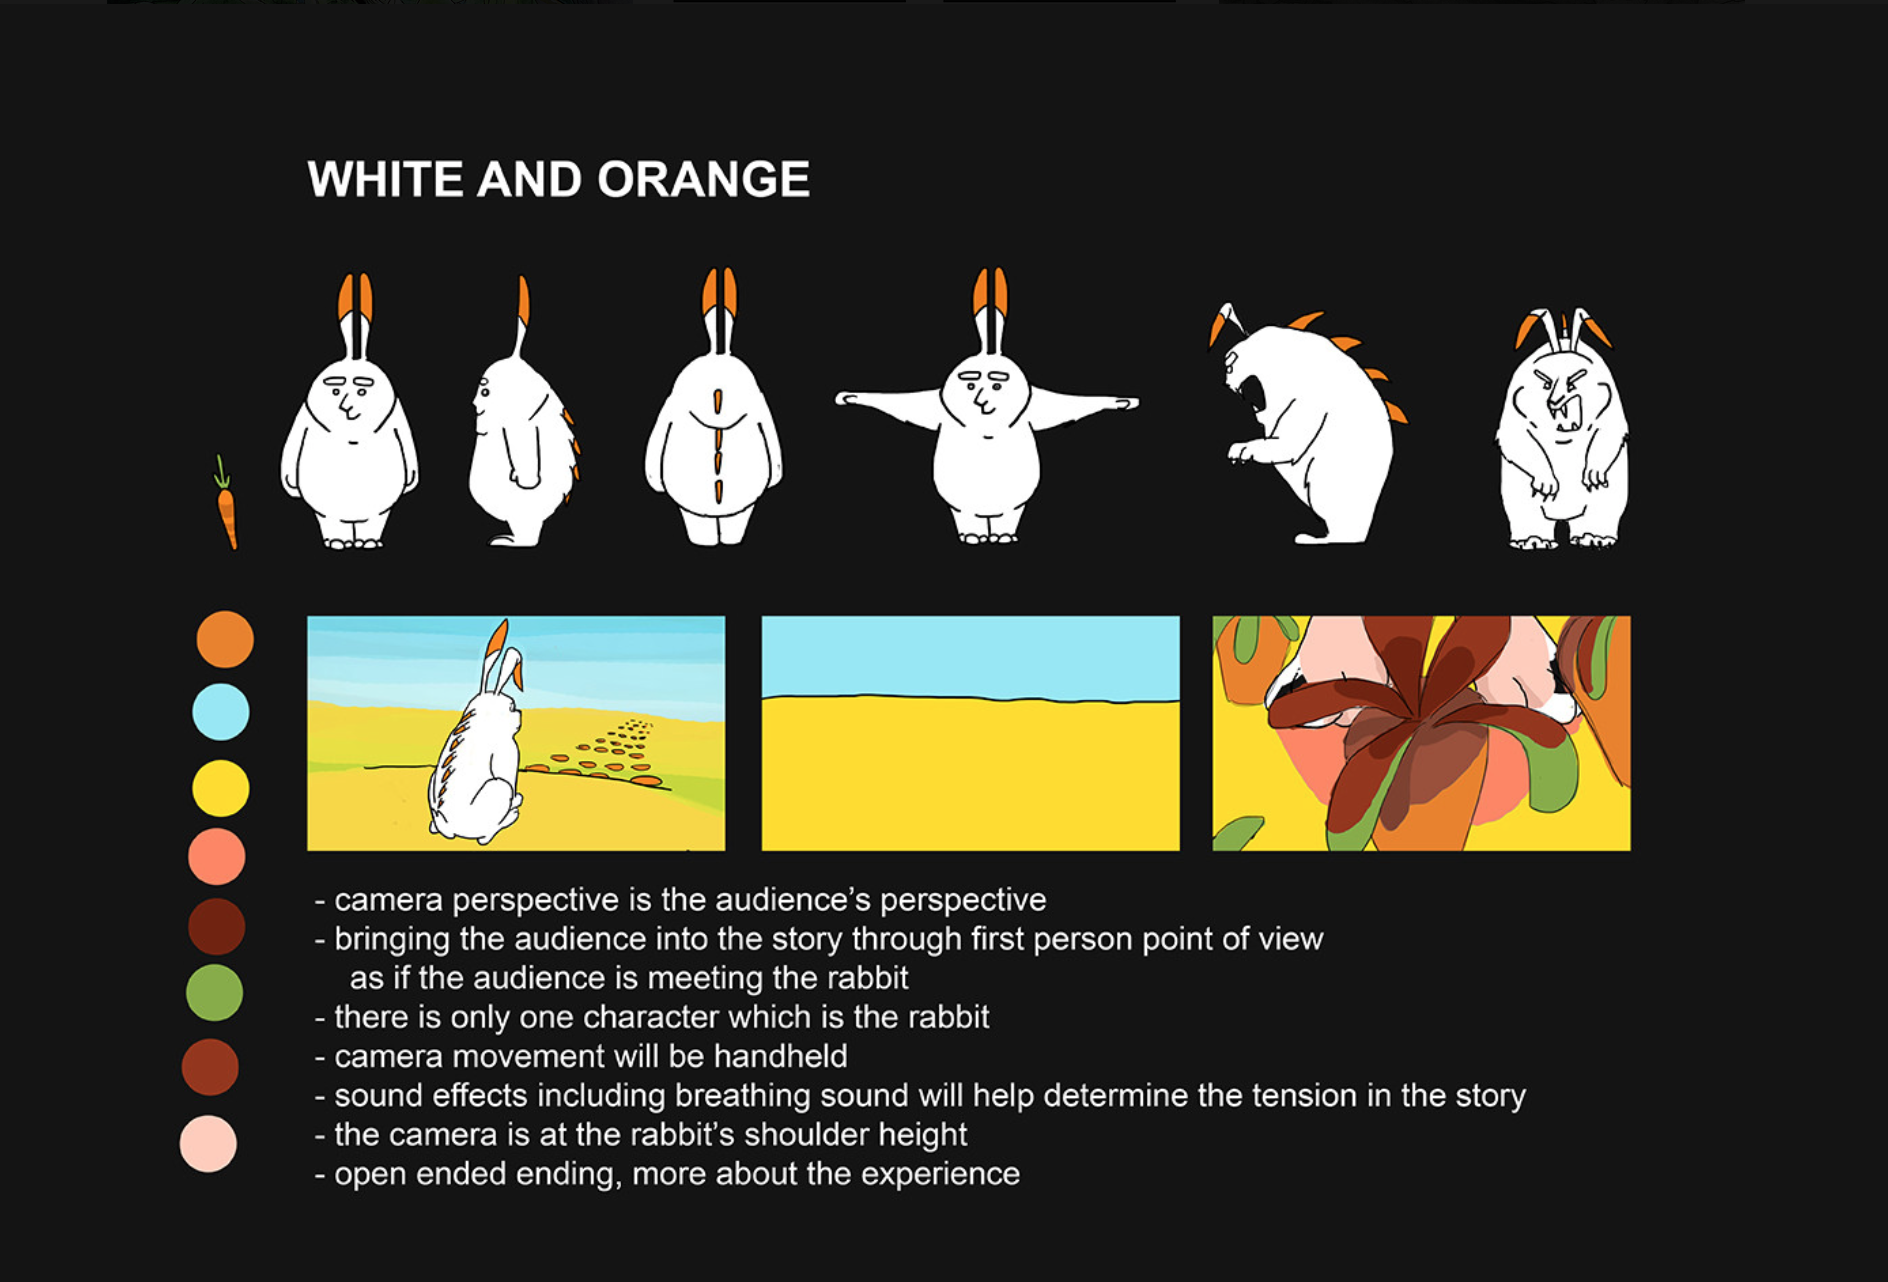 WHITE AND ORANGE
- camera perspective is the audience’s perspective
- bringing the audience into the story through first person point of view
as if the audience is meeting the rabbit
- there is only one character which is the rabbit
- camera movement will be handheld
- sound effects including breathing sound will help determine the tension in the story
- the camera is at the rabbit’s shoulder height
- open ended ending, more about the experience